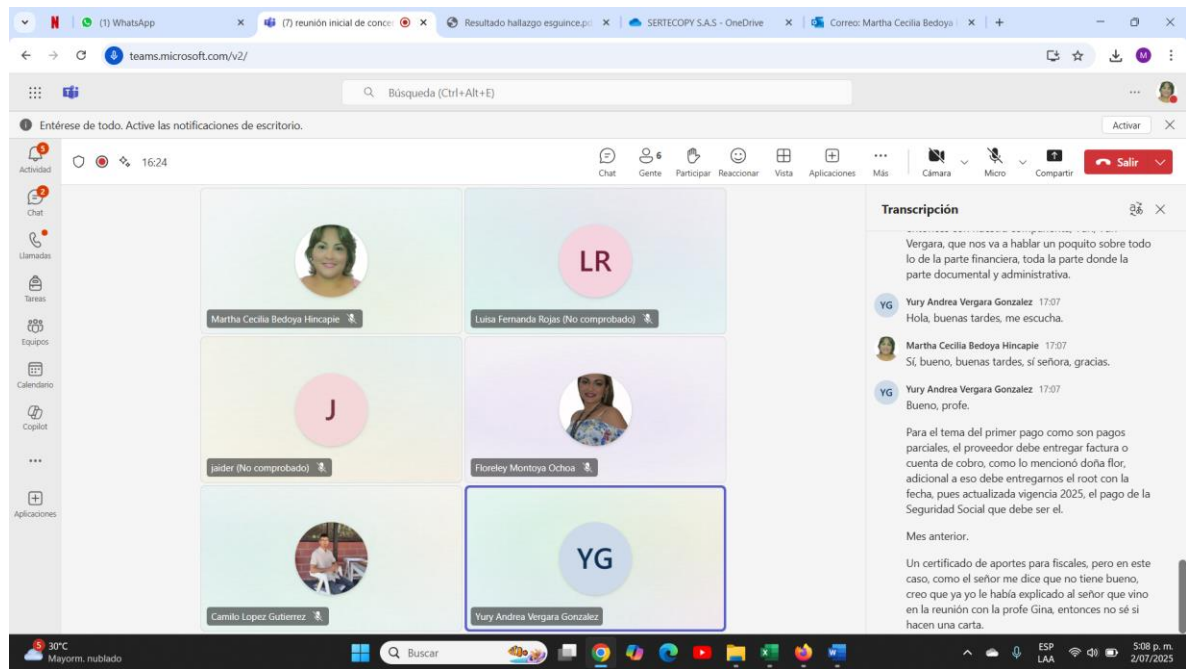 (1) WhatsApp
(7) reunión inicial de concer
Resultado hallazgo esguince.pd
SERTECOPY S.A.S - OneDrive
Correo: Martha Cecilia Bedoya
teams.microsoft.com/v2/
M
Búsqueda (Ctrl+Alt+E)
Entérese de todo. Active las notificaciones de escritorio.
Activar
5
Actividad
2
Chat
Llamadas
Tareas
Equipos
Calendario
Copilot
Aplicaciones
16:24
Chat
6
Gente
Participar
Reaccionar
Vista
Aplicaciones
Más
Cámara
Micro
Compartir
Salir
Martha Cecilia Bedoya Hincapie
LR
Luisa Fernanda Rojas (No comprobado)
J
jaider (No comprobado)
Floreley Montoya Ochoa
Camilo Lopez Gutierrez
YG
Yury Andrea Vergara Gonzalez
Transcripción
Vergara, que nos va a hablar un poquito sobre todo
lo de la parte financiera, toda la parte donde la
parte documental y administrativa.
YG
Yury Andrea Vergara Gonzalez 17:07
Hola, buenas tardes, me escucha.
Martha Cecilia Bedoya Hincapie 17:07
Sí, bueno, buenas tardes, sí señora, gracias.
YG
Yury Andrea Vergara Gonzalez 17:07
Bueno, profe.
Para el tema del primer pago como son pagos
parciales, el proveedor debe entregar factura o
cuenta de cobro, como lo mencionó doña flor,
adicional a eso debe entregarnos el root con la
fecha, pues actualizada vigencia 2025, el pago de la
Seguridad Social que debe ser el.
Mes anterior.
Un certificado de aportes para fiscales, pero en este
caso, como el señor me dice que no tiene bueno,
creo que ya yo le había explicado al señor que vino
en la reunión con la profe Gina, entonces no sé si
hacen una carta.
5
30°C
Mayorm. nublado
Buscar
ESP
LAA
5:08 p. m.
2/07/2025